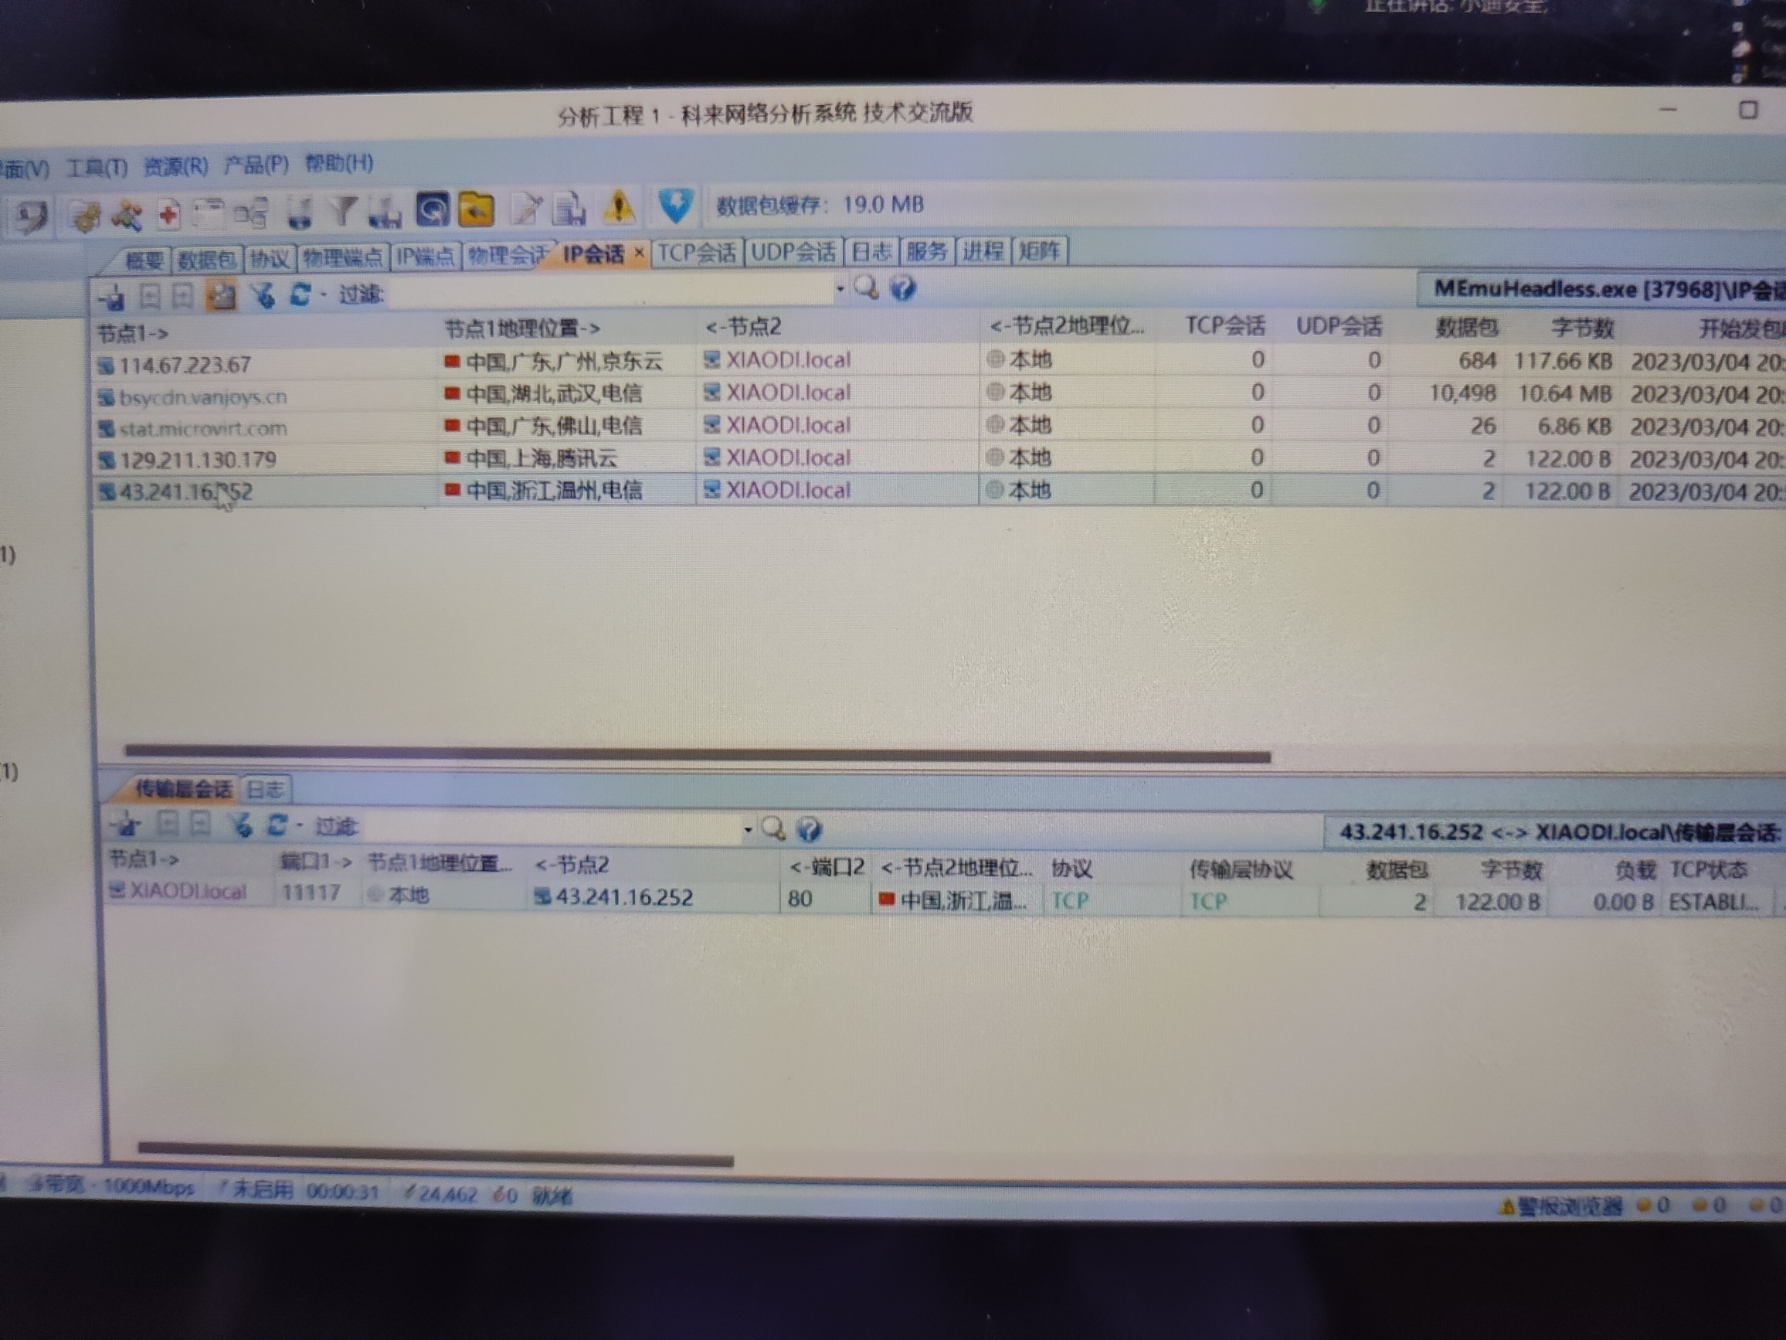 正在讲话: 小迪安全;
分析工程 1 - 科来网络分析系统 技术交流版
面(V) 工具(T) 资源(R) 产品(P) 帮助(H)
数据包缓存: 19.0 MB
概要 数据包 协议 物理端点 IP端点 物理会话 IP会话 × TCP会话 UDP会话 日志 服务 进程 矩阵
过滤: MEmuHeadless.exe [37968]\IP会话
节点1-> 节点1地理位置-> <-节点2 <-节点2地理位... TCP会话 UDP会话 数据包 字节数 开始发包
114.67.223.67 中国,广东,广州,京东云 XIAODI.local 本地 0 0 684 117.66 KB 2023/03/04 20:
bsycdn.vanjoys.cn 中国,湖北,武汉,电信 XIAODI.local 本地 0 0 10,498 10.64 MB 2023/03/04 20:
stat.microvirt.com 中国,广东,佛山,电信 XIAODI.local 本地 0 0 26 6.86 KB 2023/03/04 20:
129.211.130.179 中国,上海,腾讯云 XIAODI.local 本地 0 0 2 122.00 B 2023/03/04 20:
43.241.16.252 中国,浙江,温州,电信 XIAODI.local 本地 0 0 2 122.00 B 2023/03/04 20:
1)
1)
传输层会话 日志
过滤: 43.241.16.252 <-> XIAODI.local\传输层会话:
节点1-> 端口1-> 节点1地理位置... <-节点2 <-端口2 <-节点2地理位... 协议 传输层协议 数据包 字节数 负载 TCP状态
XIAODI.local 11117 本地 43.241.16.252 80 中国,浙江,温... TCP TCP 2 122.00 B 0.00 B ESTABLI...
带宽 - 1000Mbps 未启用 00:00:31 24,462 0 就绪 警报浏览器 0 0 0